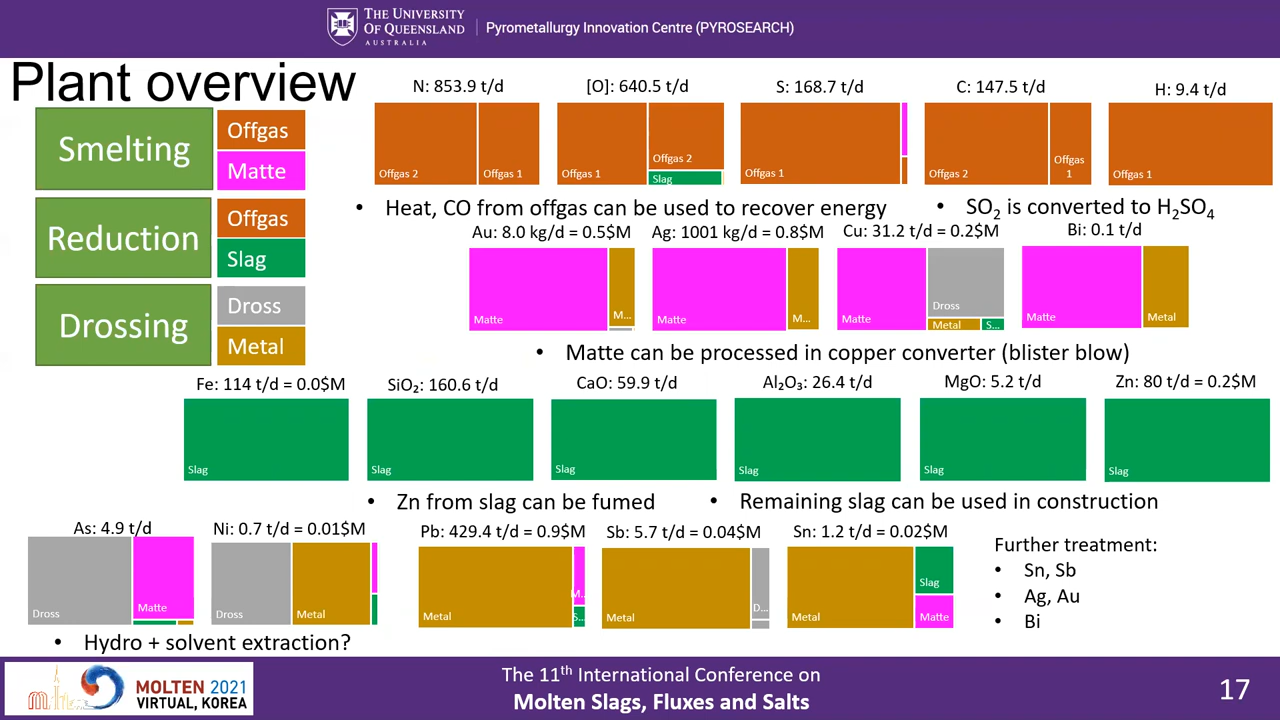 THE UNIVERSITY
OF QUEENSLAND
AUSTRALIA
Pyrometallurgy Innovation Centre (PYROSEARCH)
Plant overview
Smelting
Offgas
Matte
Reduction
Offgas
Slag
Drossing
Dross
Metal
N: 853.9 t/d
Offgas 2
Offgas 1
[O]: 640.5 t/d
Offgas 1
Offgas 2
Slag
S: 168.7 t/d
Offgas 1
C: 147.5 t/d
Offgas 2
Offgas
1
H: 9.4 t/d
Offgas 1
• Heat, CO from offgas can be used to recover energy
• SO₂ is converted to H₂SO₄
Au: 8.0 kg/d = 0.5$M
Matte
M...
Ag: 1001 kg/d = 0.8$M
Matte
M...
Cu: 31.2 t/d = 0.2$M
Matte
Dross
Metal
S...
Bi: 0.1 t/d
Matte
Metal
• Matte can be processed in copper converter (blister blow)
Fe: 114 t/d = 0.0$M
Slag
SiO₂: 160.6 t/d
Slag
CaO: 59.9 t/d
Slag
Al₂O₃: 26.4 t/d
Slag
MgO: 5.2 t/d
Slag
Zn: 80 t/d = 0.2$M
Slag
• Zn from slag can be fumed
• Remaining slag can be used in construction
As: 4.9 t/d
Dross
Matte
Ni: 0.7 t/d = 0.01$M
Dross
Metal
Pb: 429.4 t/d = 0.9$M
Metal
M...
S...
Sb: 5.7 t/d = 0.04$M
Metal
D...
Sn: 1.2 t/d = 0.02$M
Metal
Slag
Matte
Further treatment:
• Sn, Sb
• Ag, Au
• Bi
• Hydro + solvent extraction?
MOLTEN 2021
VIRTUAL, KOREA
The 11th International Conference on
Molten Slags, Fluxes and Salts
17